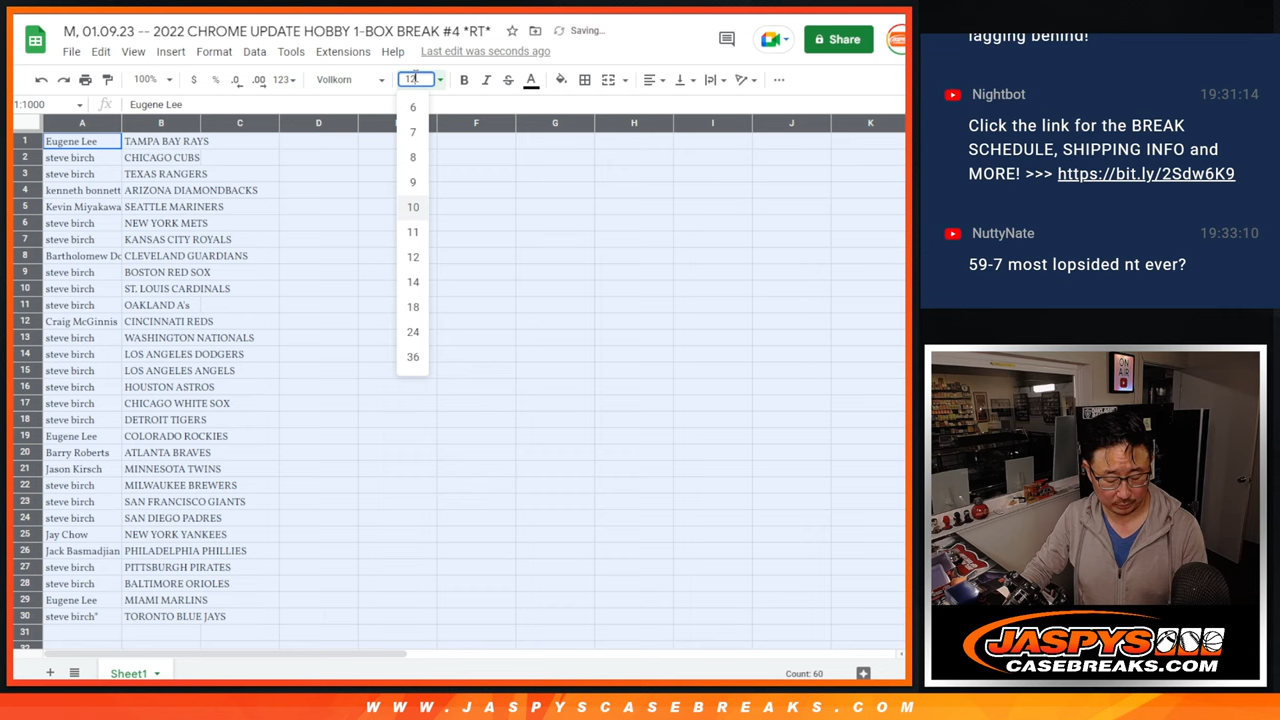 M, 01.09.23 -- 2022 CHROME UPDATE HOBBY 1-BOX BREAK #4 *RT*
Saving...
File Edit View Insert Format Data Tools Extensions Help Last edit was seconds ago
Share
100% $ % .0 .00 123 Vollkorn 12 B I S A
1:1000 fx Eugene Lee
A B C D F G H I J K
1 Eugene Lee TAMPA BAY RAYS
2 steve birch CHICAGO CUBS
3 steve birch TEXAS RANGERS
4 kenneth bonnett ARIZONA DIAMONDBACKS
5 Kevin Miyakawa SEATTLE MARINERS
6 steve birch NEW YORK METS
7 steve birch KANSAS CITY ROYALS
8 Bartholomew Do CLEVELAND GUARDIANS
9 steve birch BOSTON RED SOX
10 steve birch ST. LOUIS CARDINALS
11 steve birch OAKLAND A's
12 Craig McGinnis CINCINNATI REDS
13 steve birch WASHINGTON NATIONALS
14 steve birch LOS ANGELES DODGERS
15 steve birch LOS ANGELES ANGELS
16 steve birch HOUSTON ASTROS
17 steve birch CHICAGO WHITE SOX
18 steve birch DETROIT TIGERS
19 Eugene Lee COLORADO ROCKIES
20 Barry Roberts ATLANTA BRAVES
21 Jason Kirsch MINNESOTA TWINS
22 steve birch MILWAUKEE BREWERS
23 steve birch SAN FRANCISCO GIANTS
24 steve birch SAN DIEGO PADRES
25 Jay Chow NEW YORK YANKEES
26 Jack Basmadjian PHILADELPHIA PHILLIES
27 steve birch PITTSBURGH PIRATES
28 steve birch BALTIMORE ORIOLES
29 Eugene Lee MIAMI MARLINS
30 steve birch* TORONTO BLUE JAYS
31
6
7
8
9
10
11
12
14
18
24
36
Sheet1
Count: 60
lagging behind!
Nightbot 19:31:14
Click the link for the BREAK
SCHEDULE, SHIPPING INFO and
MORE! >>> https://bit.ly/2Sdw6K9
NuttyNate 19:33:10
59-7 most lopsided nt ever?
ON AIR
JASPYS
CASEBREAKS.COM
WWW.JASPYSCASEBREAKS.COM